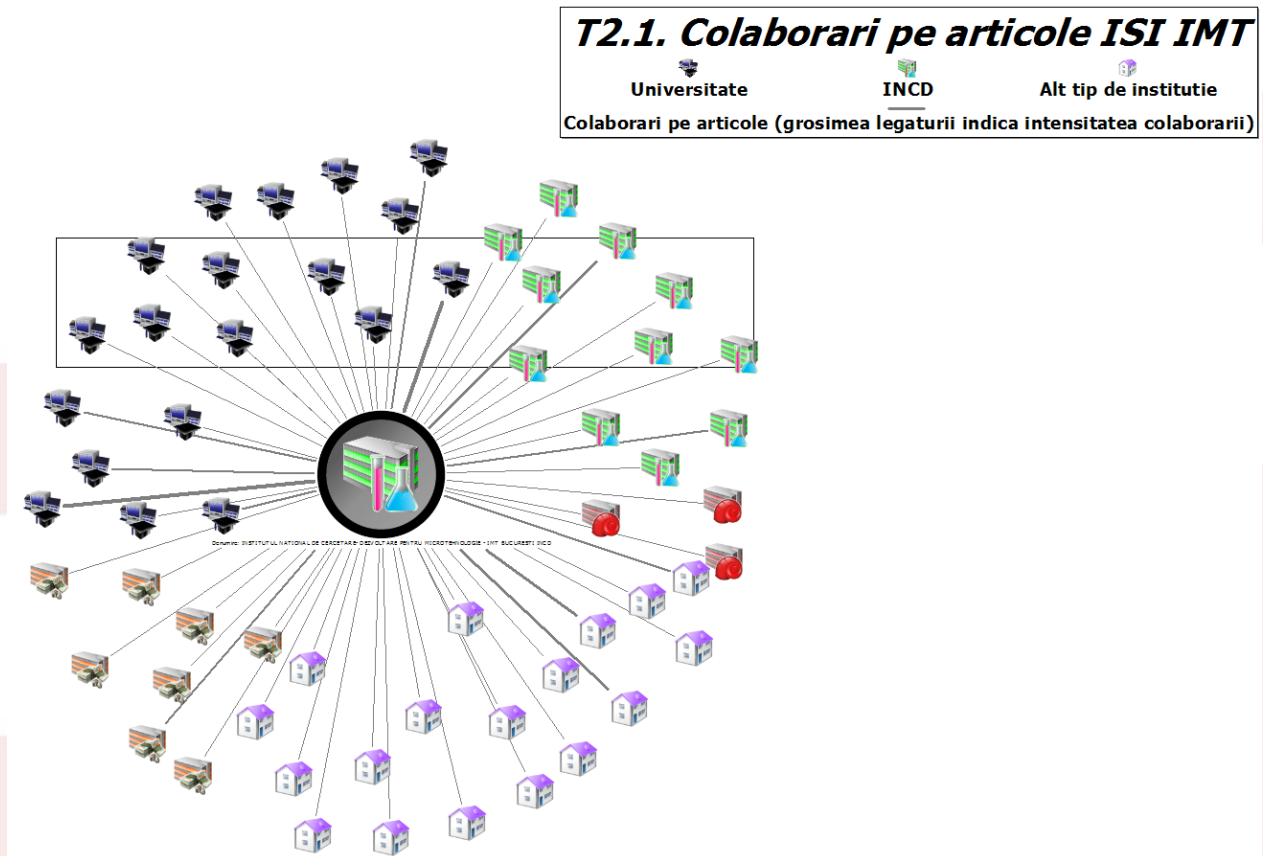 T2.1. Colaborari pe articole ISI IMT
Universitate INCD Alt tip de institutie
Colaborari pe articole (grosimea legaturii indica intensitatea colaborarii)
Denumire: INSTITUTUL NATIONAL DE CERCETARE- DEZVOLTARE PENTRU MICROTEHNOLOGIE - IMT BUCURESTI INCD